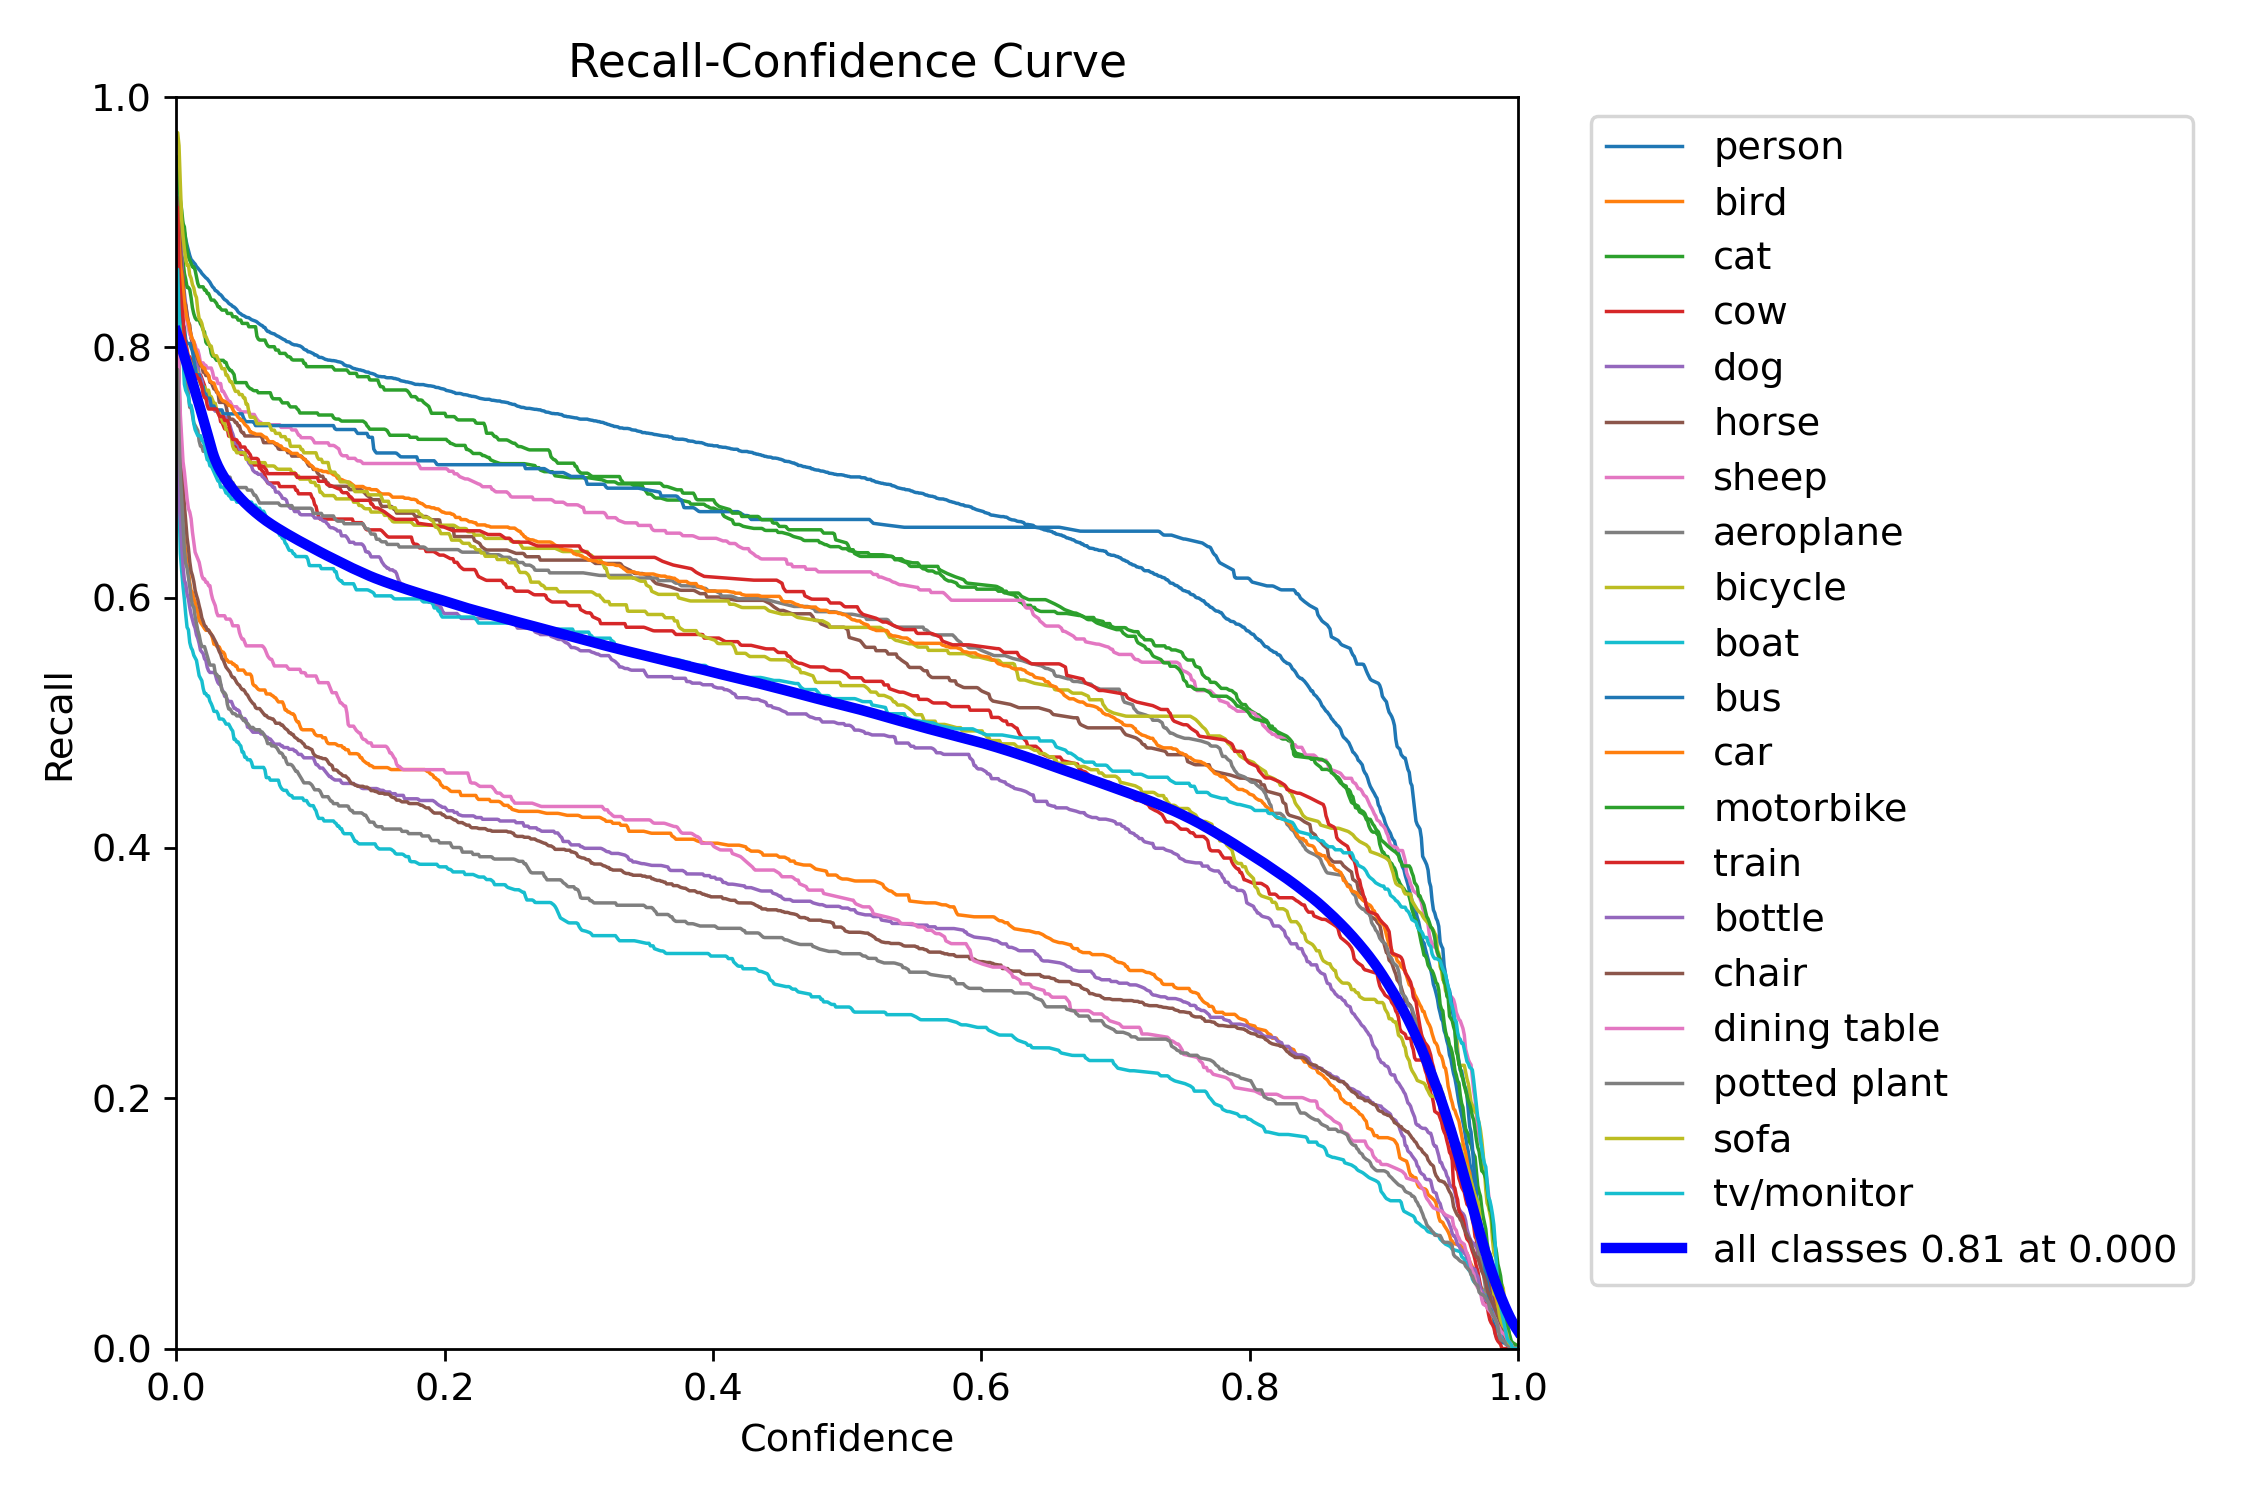 Recall-Confidence Curve
1.0
0.8
0.6
0.4
0.2
0.0
Recall
0.0 0.2 0.4 0.6 0.8 1.0
Confidence
person
bird
cat
cow
dog
horse
sheep
aeroplane
bicycle
boat
bus
car
motorbike
train
bottle
chair
dining table
potted plant
sofa
tv/monitor
all classes 0.81 at 0.000